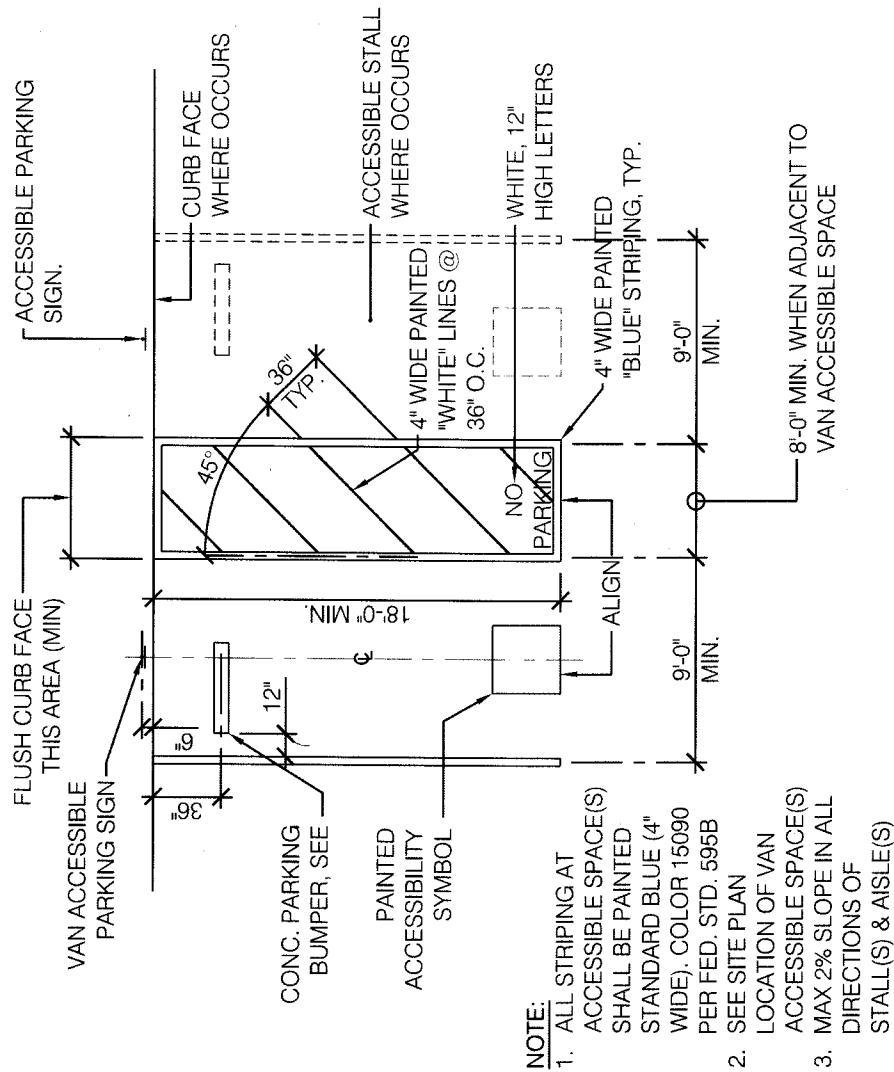 ACCESSIBLE PARKING
SIGN.
CURB FACE
WHERE OCCURS
ACCESSIBLE STALL
WHERE OCCURS
WHITE, 12"
HIGH LETTERS
4" WIDE PAINTED
"BLUE" STRIPING, TYP.
4" WIDE PAINTED
"WHITE" LINES @
36" O.C.
36"
TYP.
45°
NO
PARKING
FLUSH CURB FACE
THIS AREA (MIN)
VAN ACCESSIBLE
PARKING SIGN
6"
36"
12"
18'-0" MIN.
CONC. PARKING
BUMPER, SEE
PAINTED
ACCESSIBILITY
SYMBOL
ALIGN
9'-0"
MIN.
9'-0"
MIN.
8'-0" MIN. WHEN ADJACENT TO
VAN ACCESSIBLE SPACE
NOTE:
1. ALL STRIPING AT
ACCESSIBLE SPACE(S)
SHALL BE PAINTED
STANDARD BLUE (4"
WIDE). COLOR 15090
PER FED. STD. 595B
2. SEE SITE PLAN
LOCATION OF VAN
ACCESSIBLE SPACE(S)
3. MAX 2% SLOPE IN ALL
DIRECTIONS OF
STALL(S) & AISLE(S)